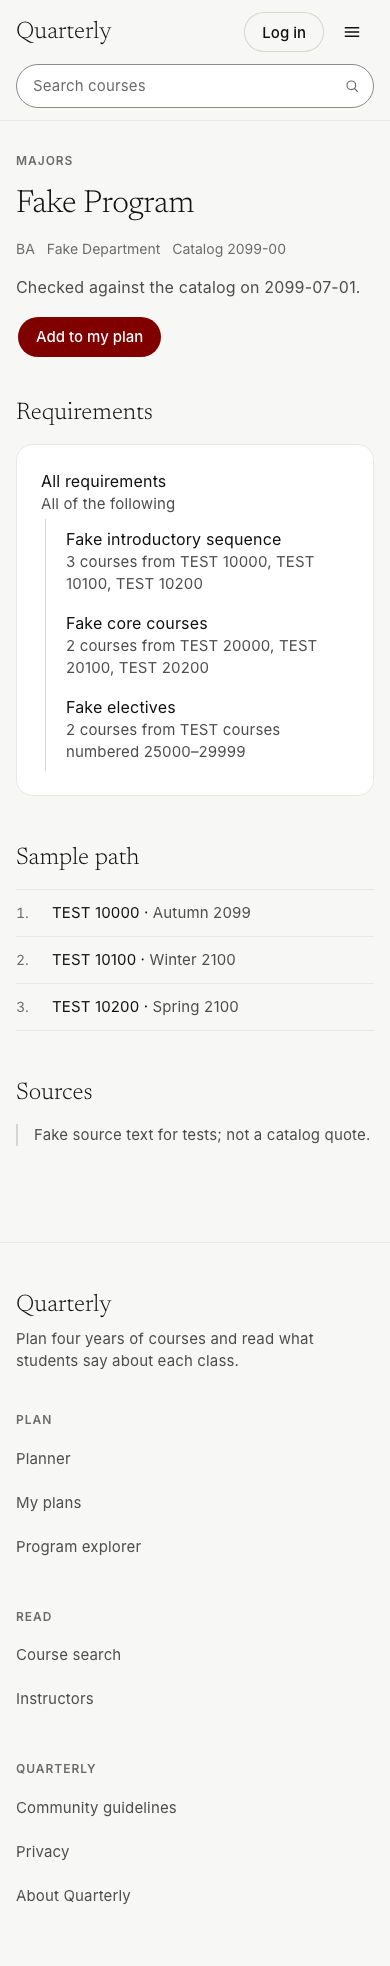 Quarterly
Log in
Search courses
MAJORS
Fake Program
BA Fake Department Catalog 2099-00
Checked against the catalog on 2099-07-01.
Add to my plan
Requirements
All requirements
All of the following
Fake introductory sequence
3 courses from TEST 10000, TEST
10100, TEST 10200
Fake core courses
2 courses from TEST 20000, TEST
20100, TEST 20200
Fake electives
2 courses from TEST courses
numbered 25000–29999
Sample path
1. TEST 10000 · Autumn 2099
2. TEST 10100 · Winter 2100
3. TEST 10200 · Spring 2100
Sources
Fake source text for tests; not a catalog quote.
Quarterly
Plan four years of courses and read what
students say about each class.
PLAN
Planner
My plans
Program explorer
READ
Course search
Instructors
QUARTERLY
Community guidelines
Privacy
About Quarterly